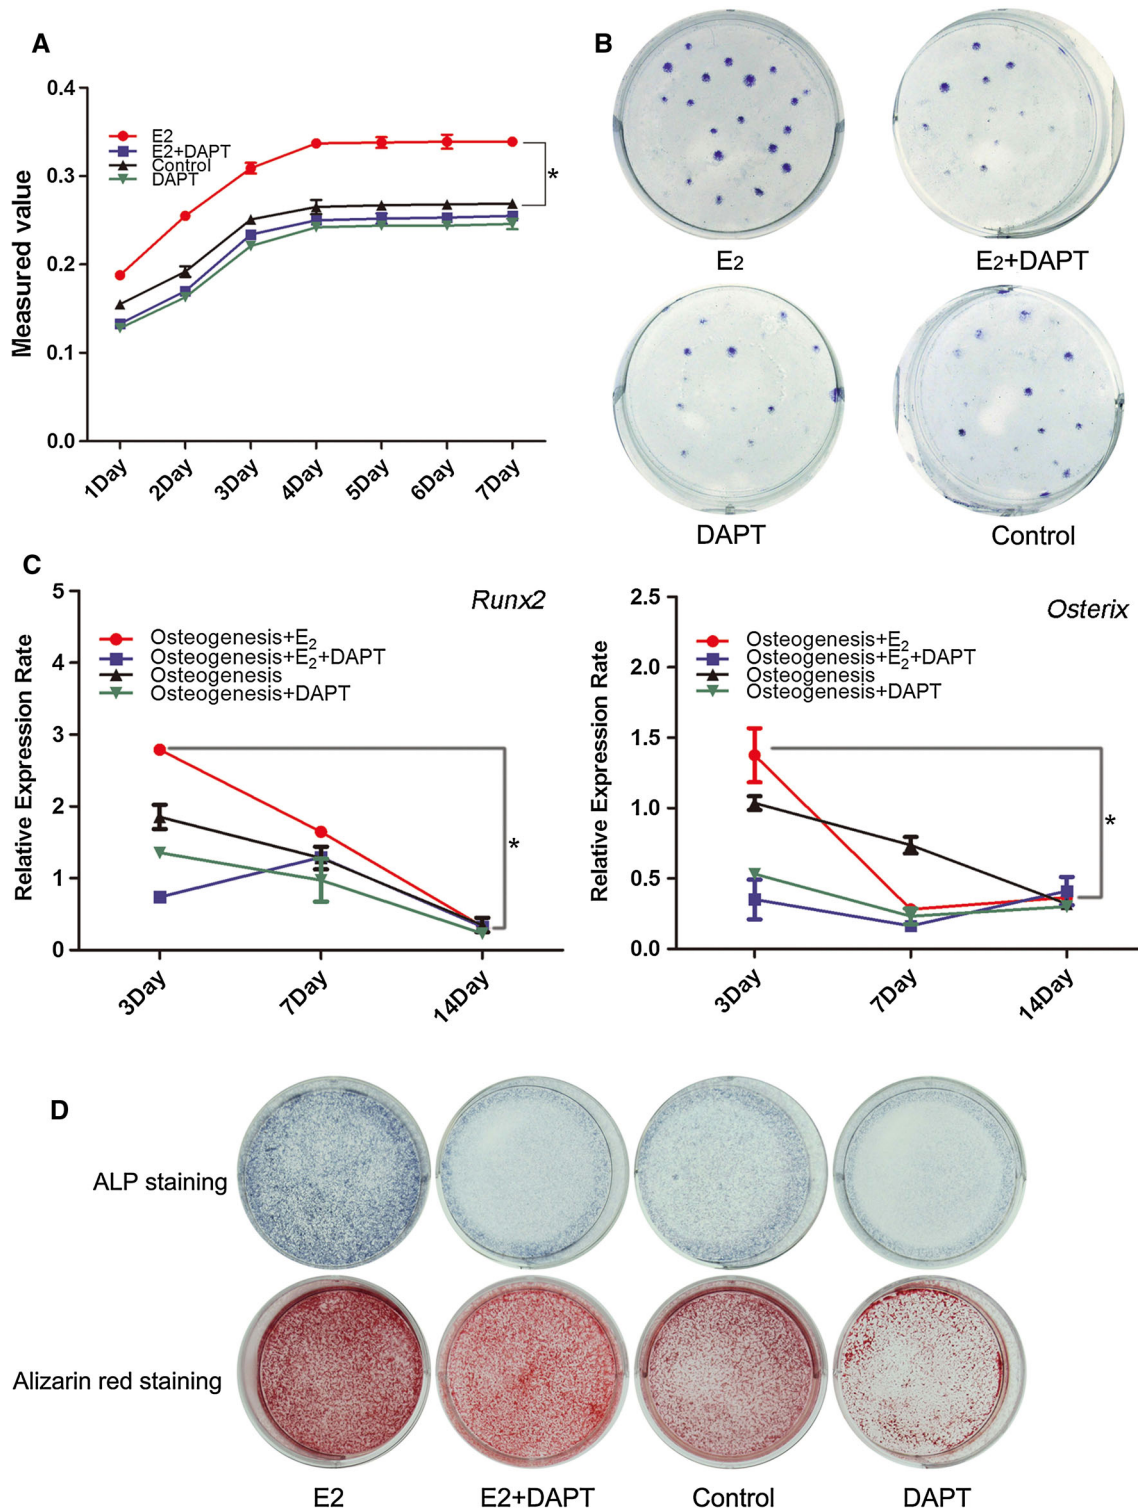 A
Measured value
0.4
0.3
0.2
0.1
0.0
E2
E2+DAPT
Control
DAPT
*
1Day
2Day
3Day
4Day
5Day
6Day
7Day
B
E2
E2+DAPT
DAPT
Control
C
Relative Expression Rate
5
4
3
2
1
0
Runx2
Osteogenesis+E2
Osteogenesis+E2+DAPT
Osteogenesis
Osteogenesis+DAPT
*
3Day
7Day
14Day
Relative Expression Rate
2.5
2.0
1.5
1.0
0.5
0.0
Osterix
Osteogenesis+E2
Osteogenesis+E2+DAPT
Osteogenesis
Osteogenesis+DAPT
*
3Day
7Day
14Day
D
ALP staining
Alizarin red staining
E2
E2+DAPT
Control
DAPT